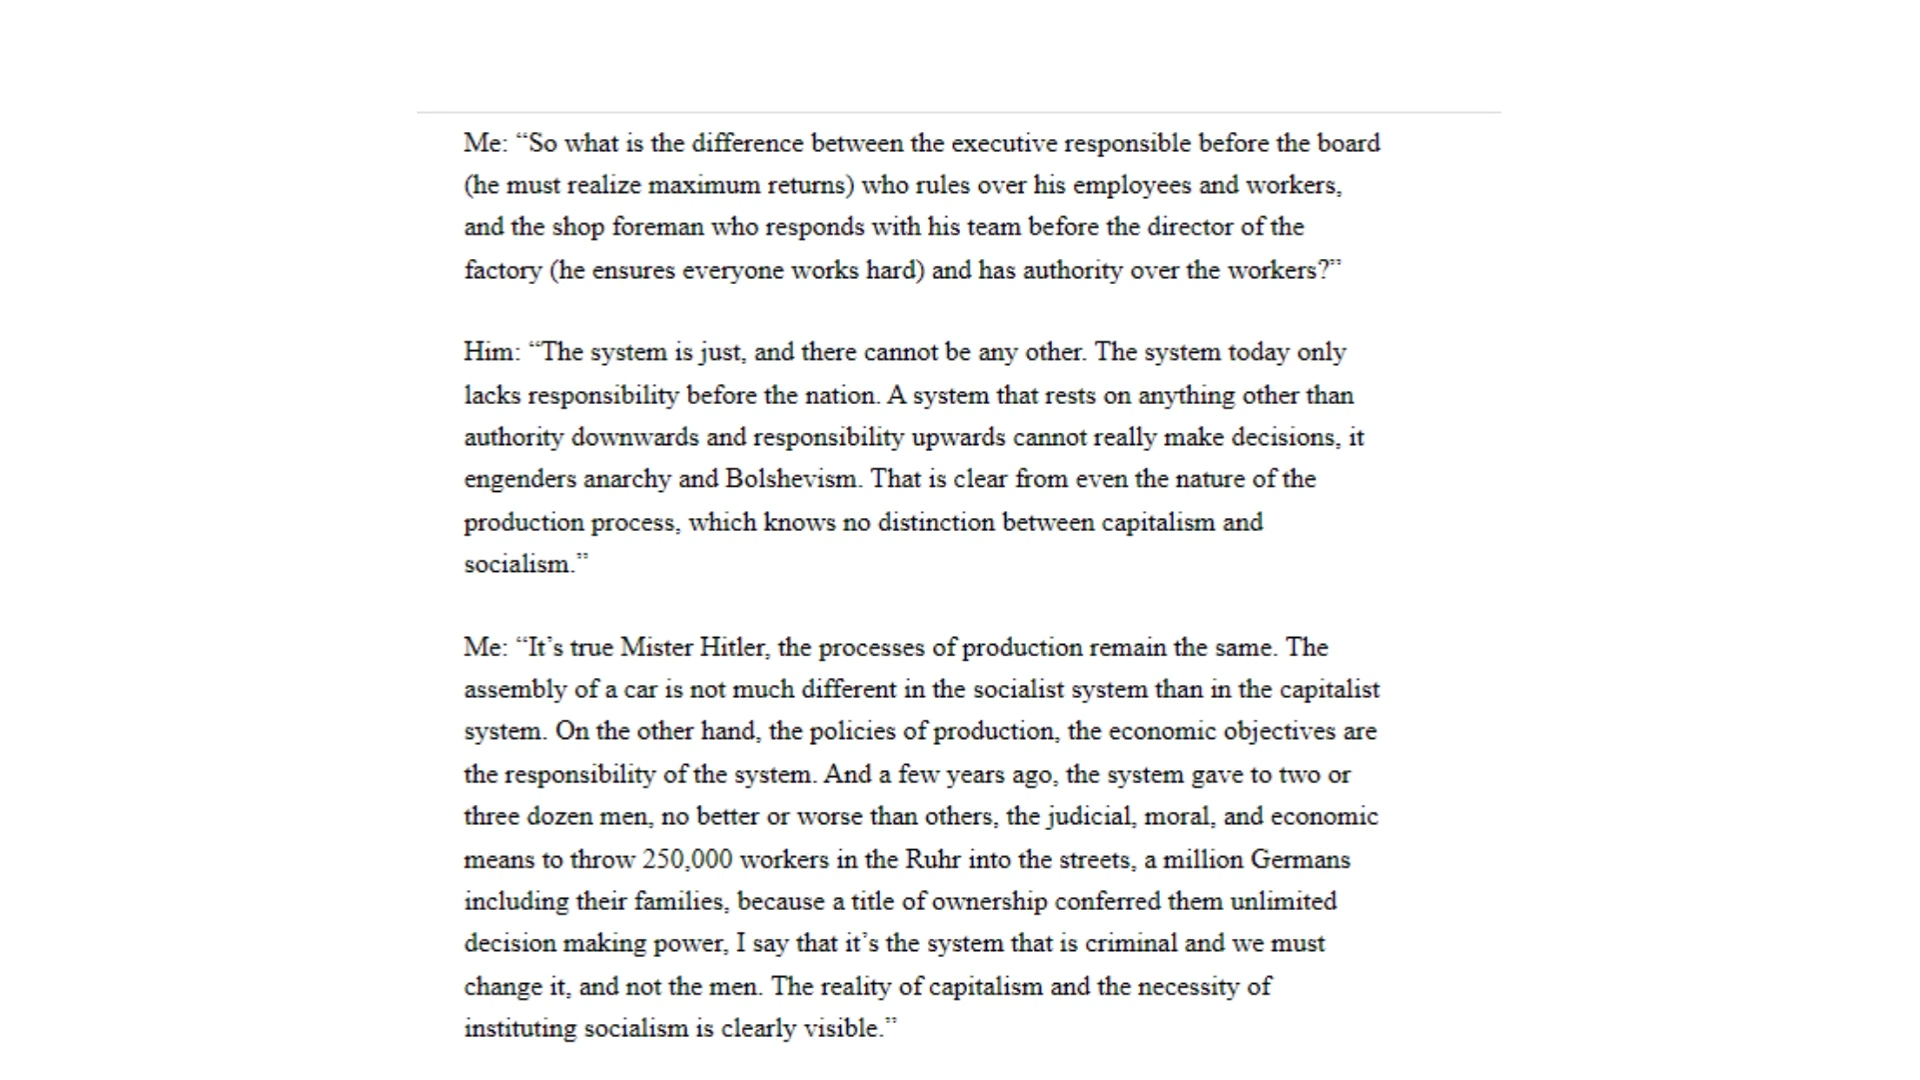 Me: “So what is the difference between the executive responsible before the board
(he must realize maximum returns) who rules over his employees and workers,
and the shop foreman who responds with his team before the director of the
factory (he ensures everyone works hard) and has authority over the workers?”
Him: “The system is just, and there cannot be any other. The system today only
lacks responsibility before the nation. A system that rests on anything other than
authority downwards and responsibility upwards cannot really make decisions, it
engenders anarchy and Bolshevism. That is clear from even the nature of the
production process, which knows no distinction between capitalism and
socialism.”
Me: “It’s true Mister Hitler, the processes of production remain the same. The
assembly of a car is not much different in the socialist system than in the capitalist
system. On the other hand, the policies of production, the economic objectives are
the responsibility of the system. And a few years ago, the system gave to two or
three dozen men, no better or worse than others, the judicial, moral, and economic
means to throw 250,000 workers in the Ruhr into the streets, a million Germans
including their families, because a title of ownership conferred them unlimited
decision making power, I say that it’s the system that is criminal and we must
change it, and not the men. The reality of capitalism and the necessity of
instituting socialism is clearly visible.”